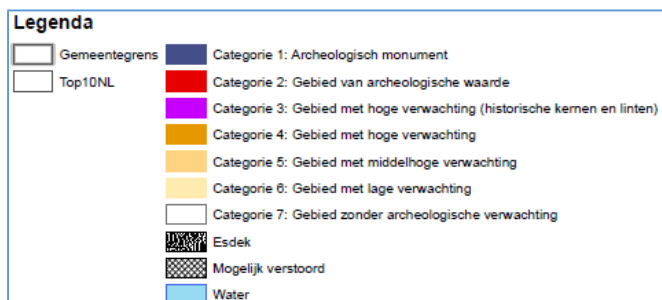 Legenda
Gemeentegrens
Top10NL
Categorie 1: Archeologisch monument
Categorie 2: Gebied van archeologische waarde
Categorie 3: Gebied met hoge verwachting (historische kernen en linten)
Categorie 4: Gebied met hoge verwachting
Categorie 5: Gebied met middelhoge verwachting
Categorie 6: Gebied met lage verwachting
Categorie 7: Gebied zonder archeologische verwachting
Esdek
Mogelijk verstoord
Water